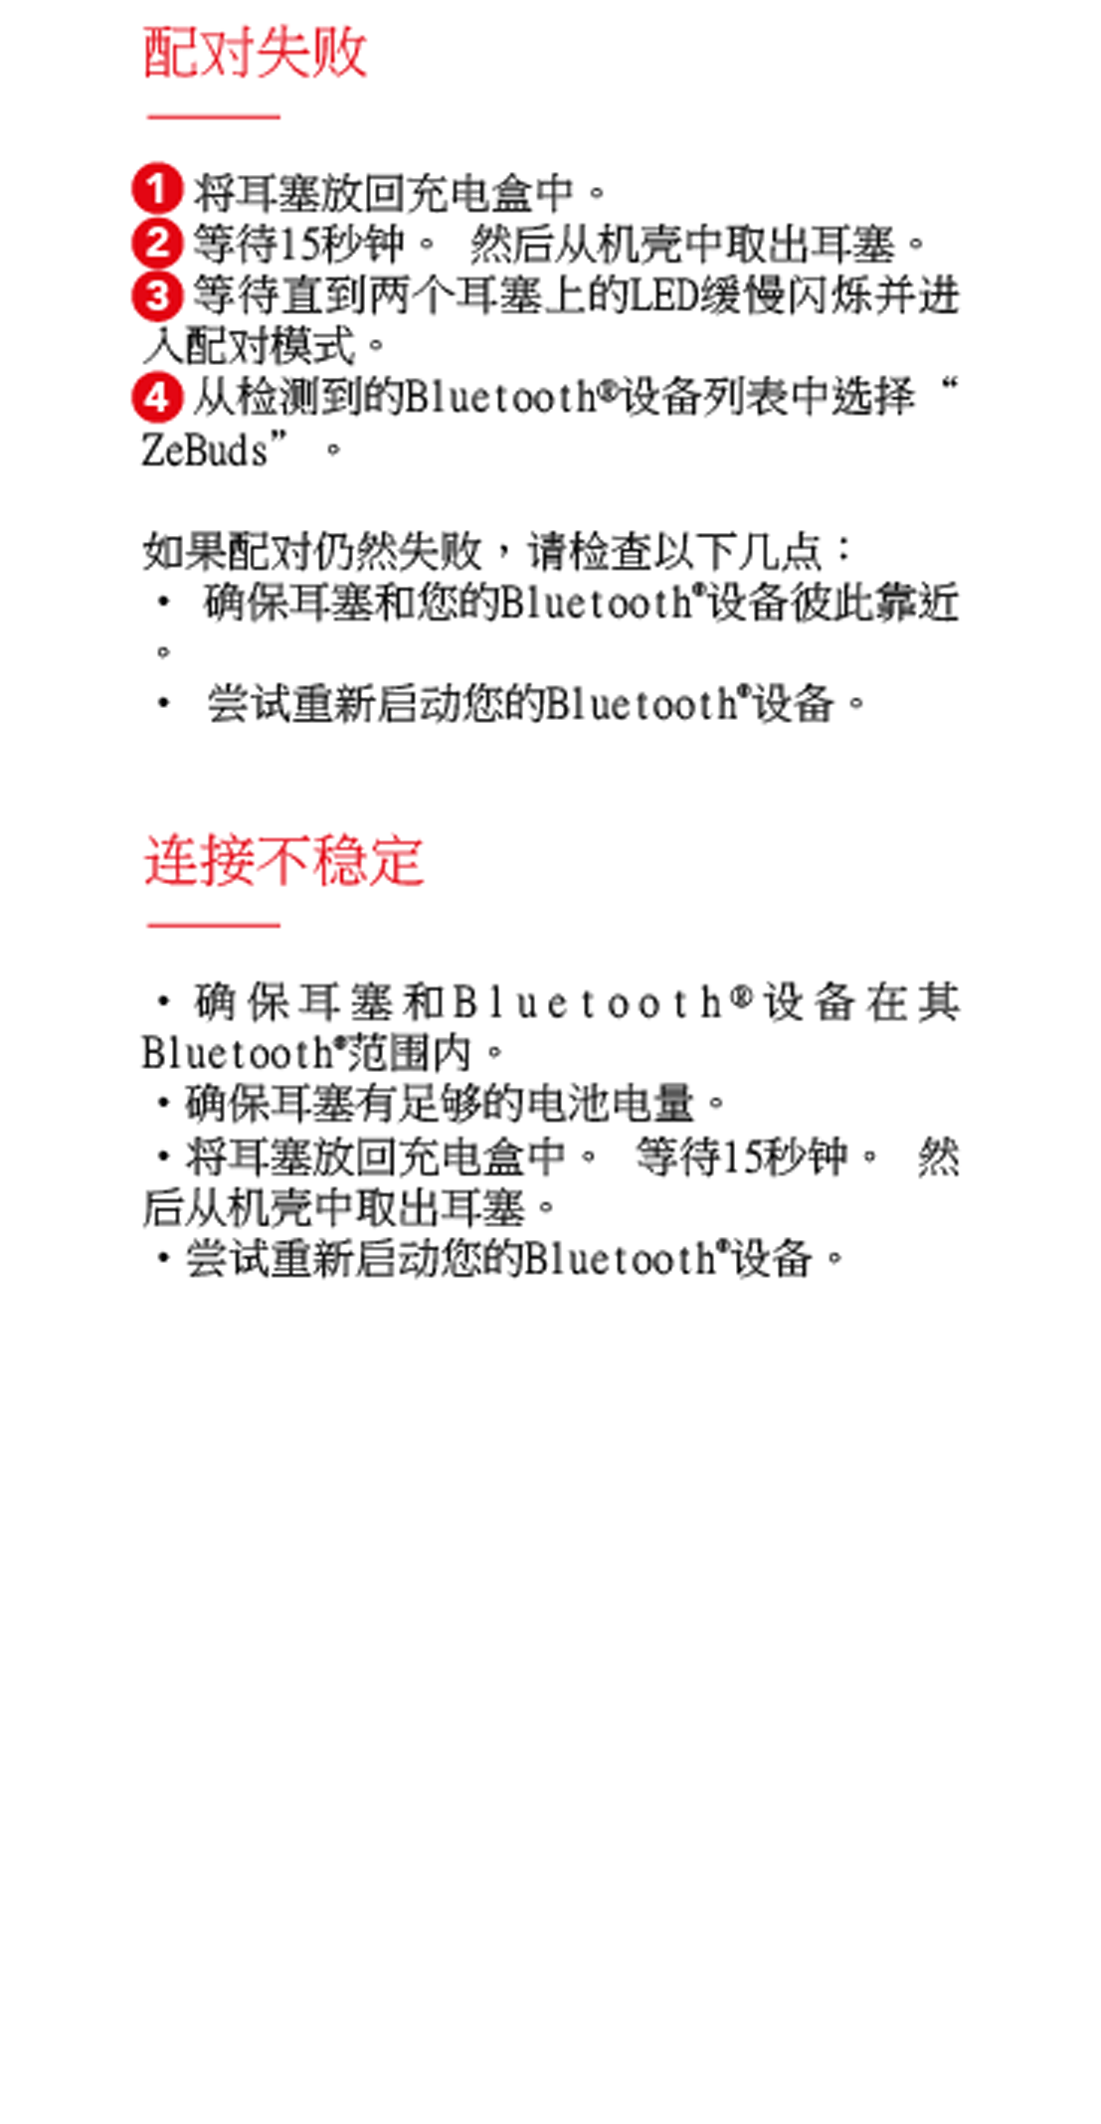 配对失败
1 将耳塞放回充电盒中。
2 等待15秒钟。 然后从机壳中取出耳塞。
3 等待直到两个耳塞上的LED缓慢闪烁并进
入配对模式。
4 从检测到的Bluetooth®设备列表中选择 “
ZeBuds” 。
如果配对仍然失败，请检查以下几点：
• 确保耳塞和您的Bluetooth®设备彼此靠近
。
• 尝试重新启动您的Bluetooth®设备。
连接不稳定
•确保耳塞和Bluetooth®设备在其
Bluetooth®范围内。
•确保耳塞有足够的电池电量。
•将耳塞放回充电盒中。 等待15秒钟。 然
后从机壳中取出耳塞。
•尝试重新启动您的Bluetooth®设备。